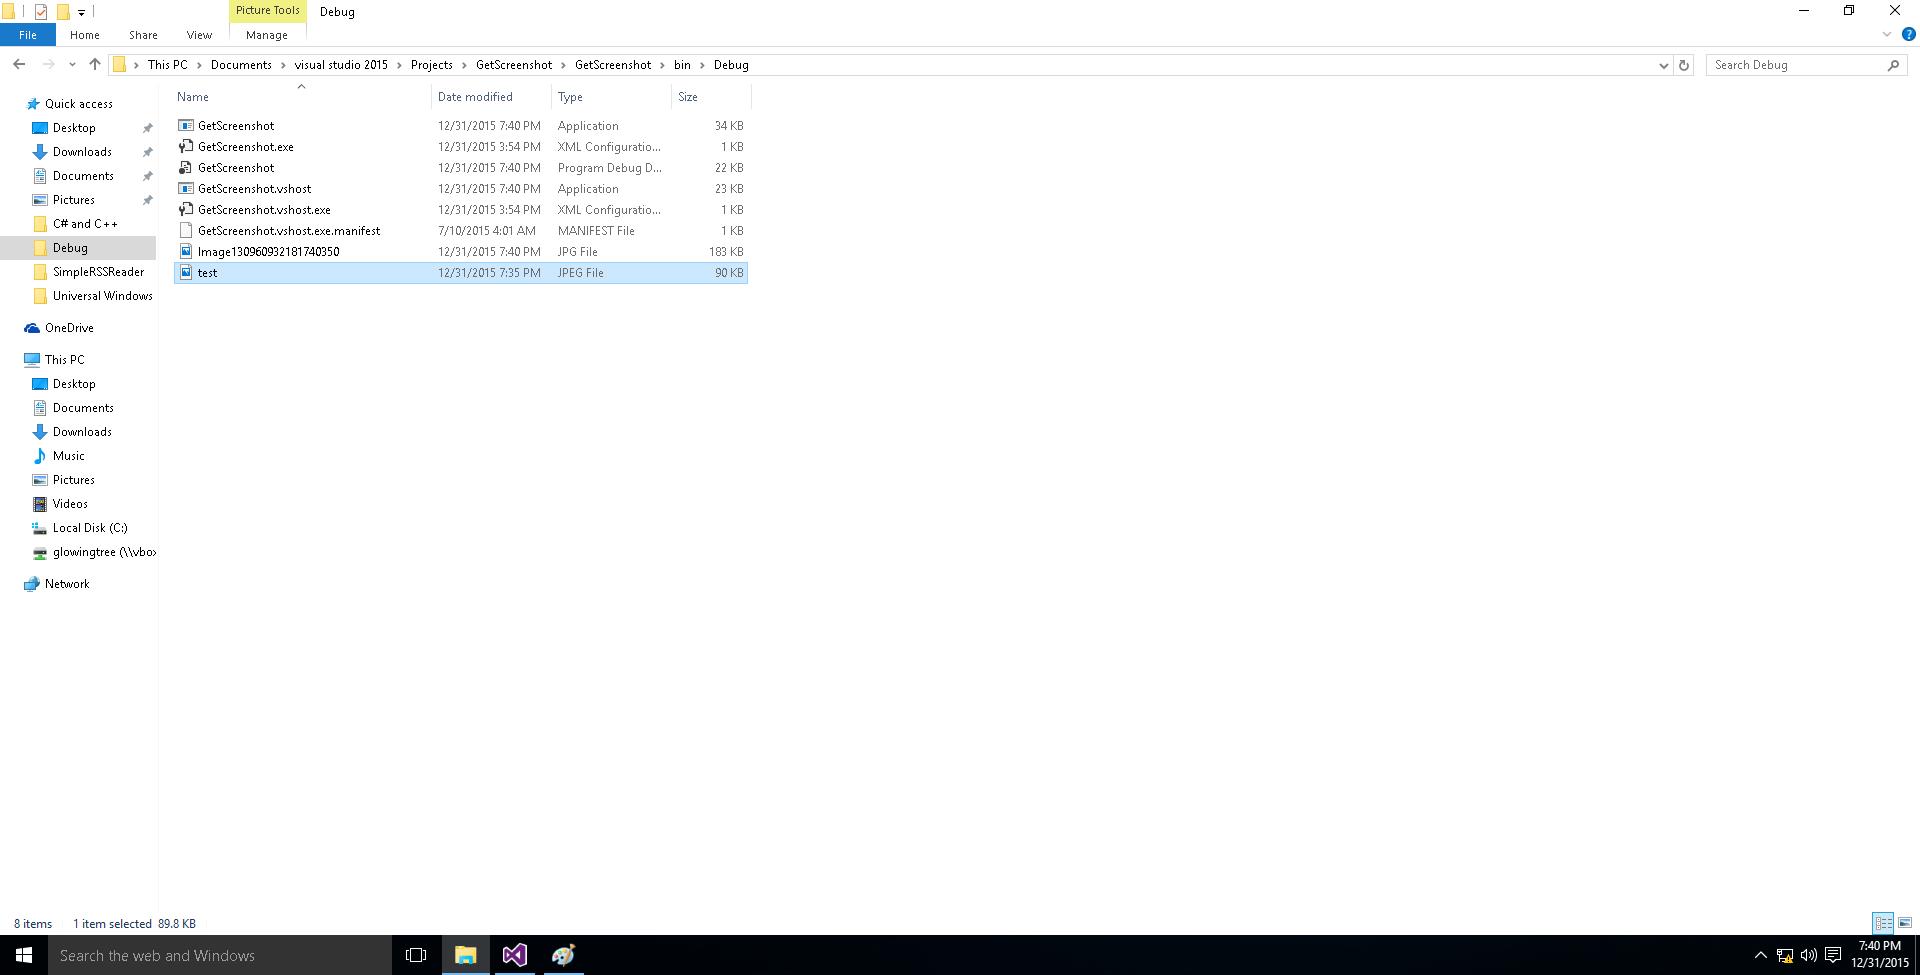 Picture Tools Debug
File Home Share View Manage
This PC Documents visual studio 2015 Projects GetScreenshot GetScreenshot bin Debug Search Debug
Name Date modified Type Size
Quick access
Desktop
Downloads
Documents
Pictures
C# and C++
Debug
SimpleRSSReader
Universal Windows
OneDrive
This PC
Desktop
Documents
Downloads
Music
Pictures
Videos
Local Disk (C:)
glowingtree (\\vbox
Network
GetScreenshot 12/31/2015 7:40 PM Application 34 KB
GetScreenshot.exe 12/31/2015 3:54 PM XML Configuratio... 1 KB
GetScreenshot 12/31/2015 7:40 PM Program Debug D... 22 KB
GetScreenshot.vshost 12/31/2015 7:40 PM Application 23 KB
GetScreenshot.vshost.exe 12/31/2015 3:54 PM XML Configuratio... 1 KB
GetScreenshot.vshost.exe.manifest 7/10/2015 4:01 AM MANIFEST File 1 KB
Image130960932181740350 12/31/2015 7:40 PM JPG File 183 KB
test 12/31/2015 7:35 PM JPEG File 90 KB
8 items 1 item selected 89.8 KB
Search the web and Windows
7:40 PM
12/31/2015